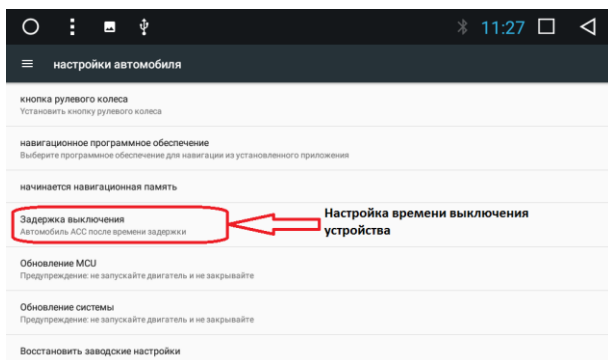 11:27
настройки автомобиля
кнопка рулевого колеса
Установить кнопку рулевого колеса
навигационное программное обеспечение
Выберите программное обеспечение для навигации из установленного приложения
начинается навигационная память
Задержка выключения
Автомобиль ACC после времени задержки
Настройка времени выключения
устройства
Обновление MCU
Предупреждение: не запускайте двигатель и не закрывайте
Обновление системы
Предупреждение: не запускайте двигатель и не закрывайте
Восстановить заводские настройки